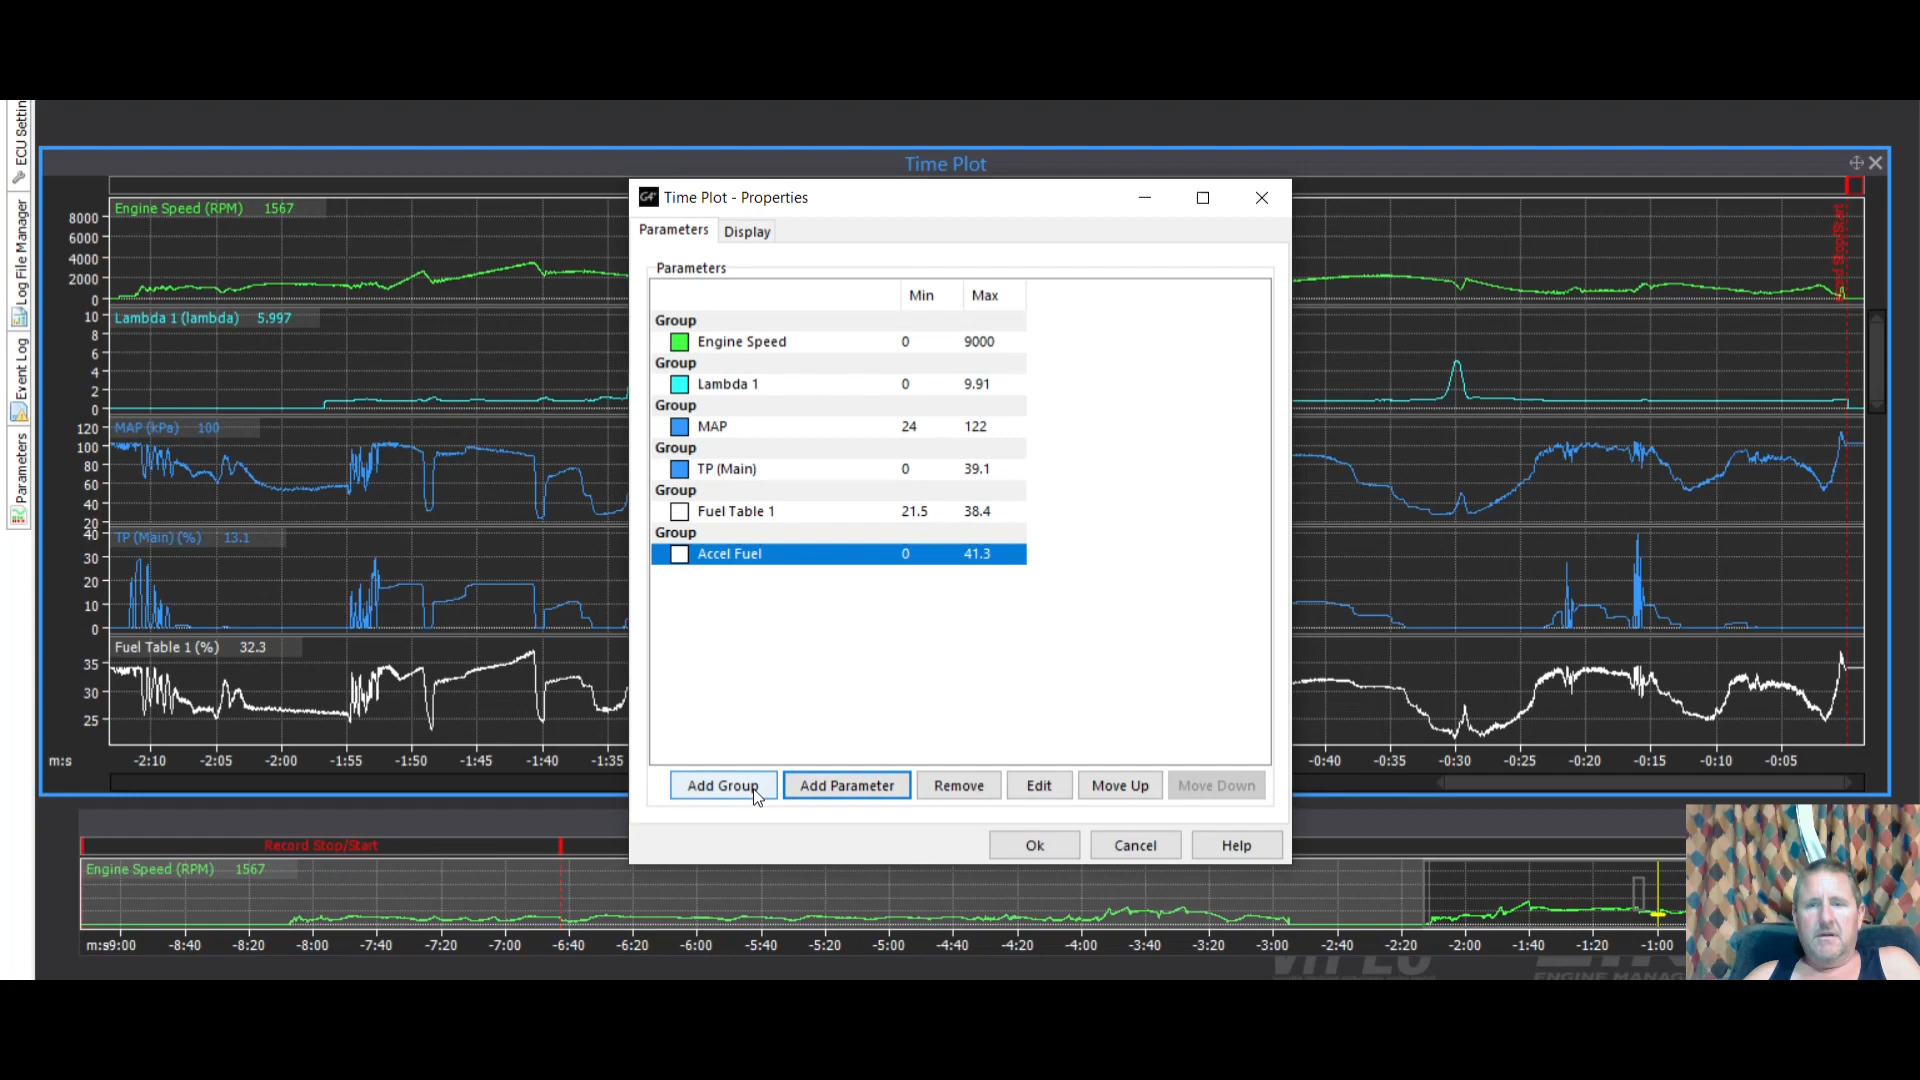 ECU Settin
Log File Manager
Event Log
Parameters
Time Plot
Engine Speed (RPM) 1567
8000
6000
4000
2000
0
Lambda 1 (lambda) 5.997
10
8
6
4
2
0
MAP (kPa) 100
120
100
80
60
40
20
TP (Main) (%) 13.1
40
30
20
10
0
Fuel Table 1 (%) 32.3
35
30
25
m:s -2:10 -2:05 -2:00 -1:55 -1:50 -1:45 -1:40 -1:35 -0:40 -0:35 -0:30 -0:25 -0:20 -0:15 -0:10 -0:05
G4+ Time Plot - Properties
Parameters Display
Parameters
Min Max
Group
Engine Speed 0 9000
Group
Lambda 1 0 9.91
Group
MAP 24 122
Group
TP (Main) 0 39.1
Group
Fuel Table 1 21.5 38.4
Group
Accel Fuel 0 41.3
Add Group Add Parameter Remove Edit Move Up Move Down
Ok Cancel Help
Record Stop/Start
Engine Speed (RPM) 1567
m:s9:00 -8:40 -8:20 -8:00 -7:40 -7:20 -7:00 -6:40 -6:20 -6:00 -5:40 -5:20 -5:00 -4:40 -4:20 -4:00 -3:40 -3:20 -3:00 -2:40 -2:20 -2:00 -1:40 -1:20 -1:00
ENGINE MANAG